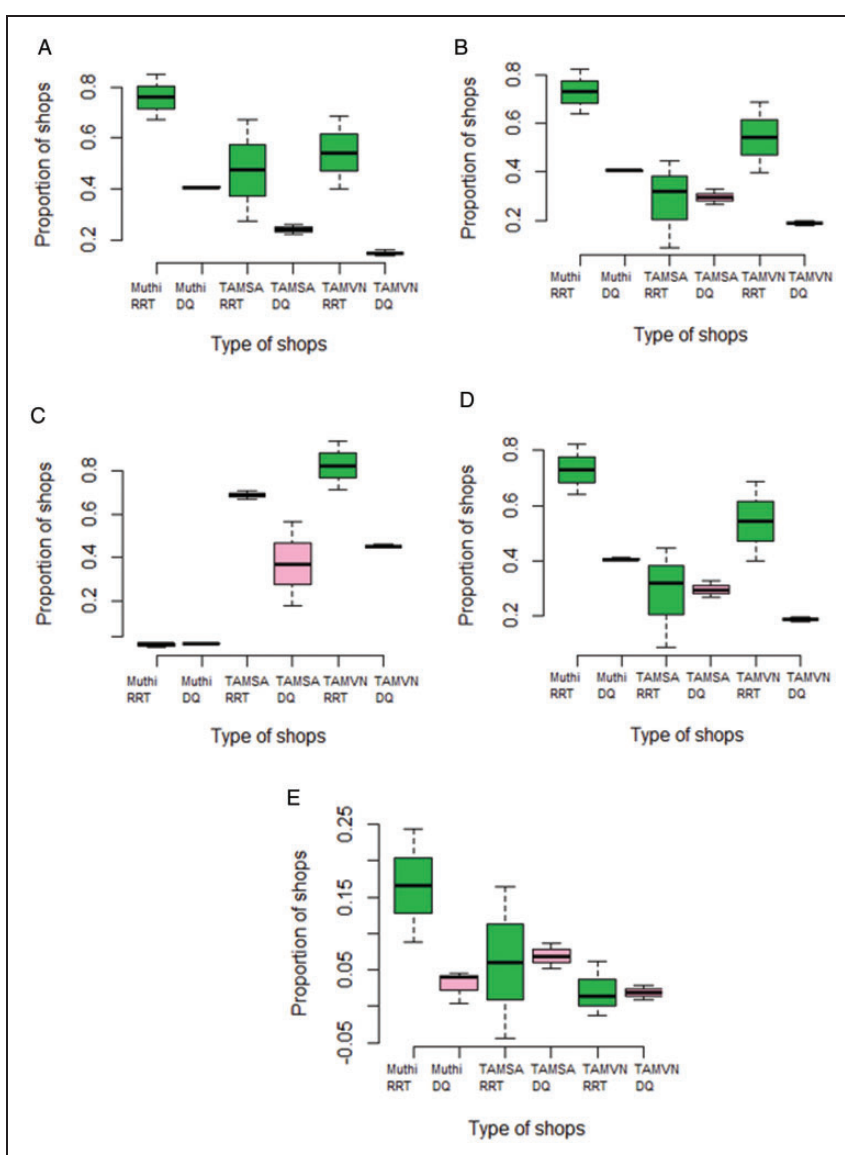 A
Proportion of shops
0.8
0.6
0.4
0.2
Muthi Muthi TAMSA TAMSA TAMVN TAMVN
RRT DQ RRT DQ RRT DQ
Type of shops
B
Proportion of shops
0.8
0.6
0.4
0.2
Muthi Muthi TAMSA TAMSA TAMVN TAMVN
RRT DQ RRT DQ RRT DQ
Type of shops
C
Proportion of shops
0.8
0.6
0.4
0.2
Muthi Muthi TAMSA TAMSA TAMVN TAMVN
RRT DQ RRT DQ RRT DQ
Type of shops
D
Proportion of shops
0.8
0.6
0.4
0.2
Muthi Muthi TAMSA TAMSA TAMVN TAMVN
RRT DQ RRT DQ RRT DQ
Type of shops
E
Proportion of shops
0.25
0.15
0.05
-0.05
Muthi Muthi TAMSA TAMSA TAMVN TAMVN
RRT DQ RRT DQ RRT DQ
Type of shops